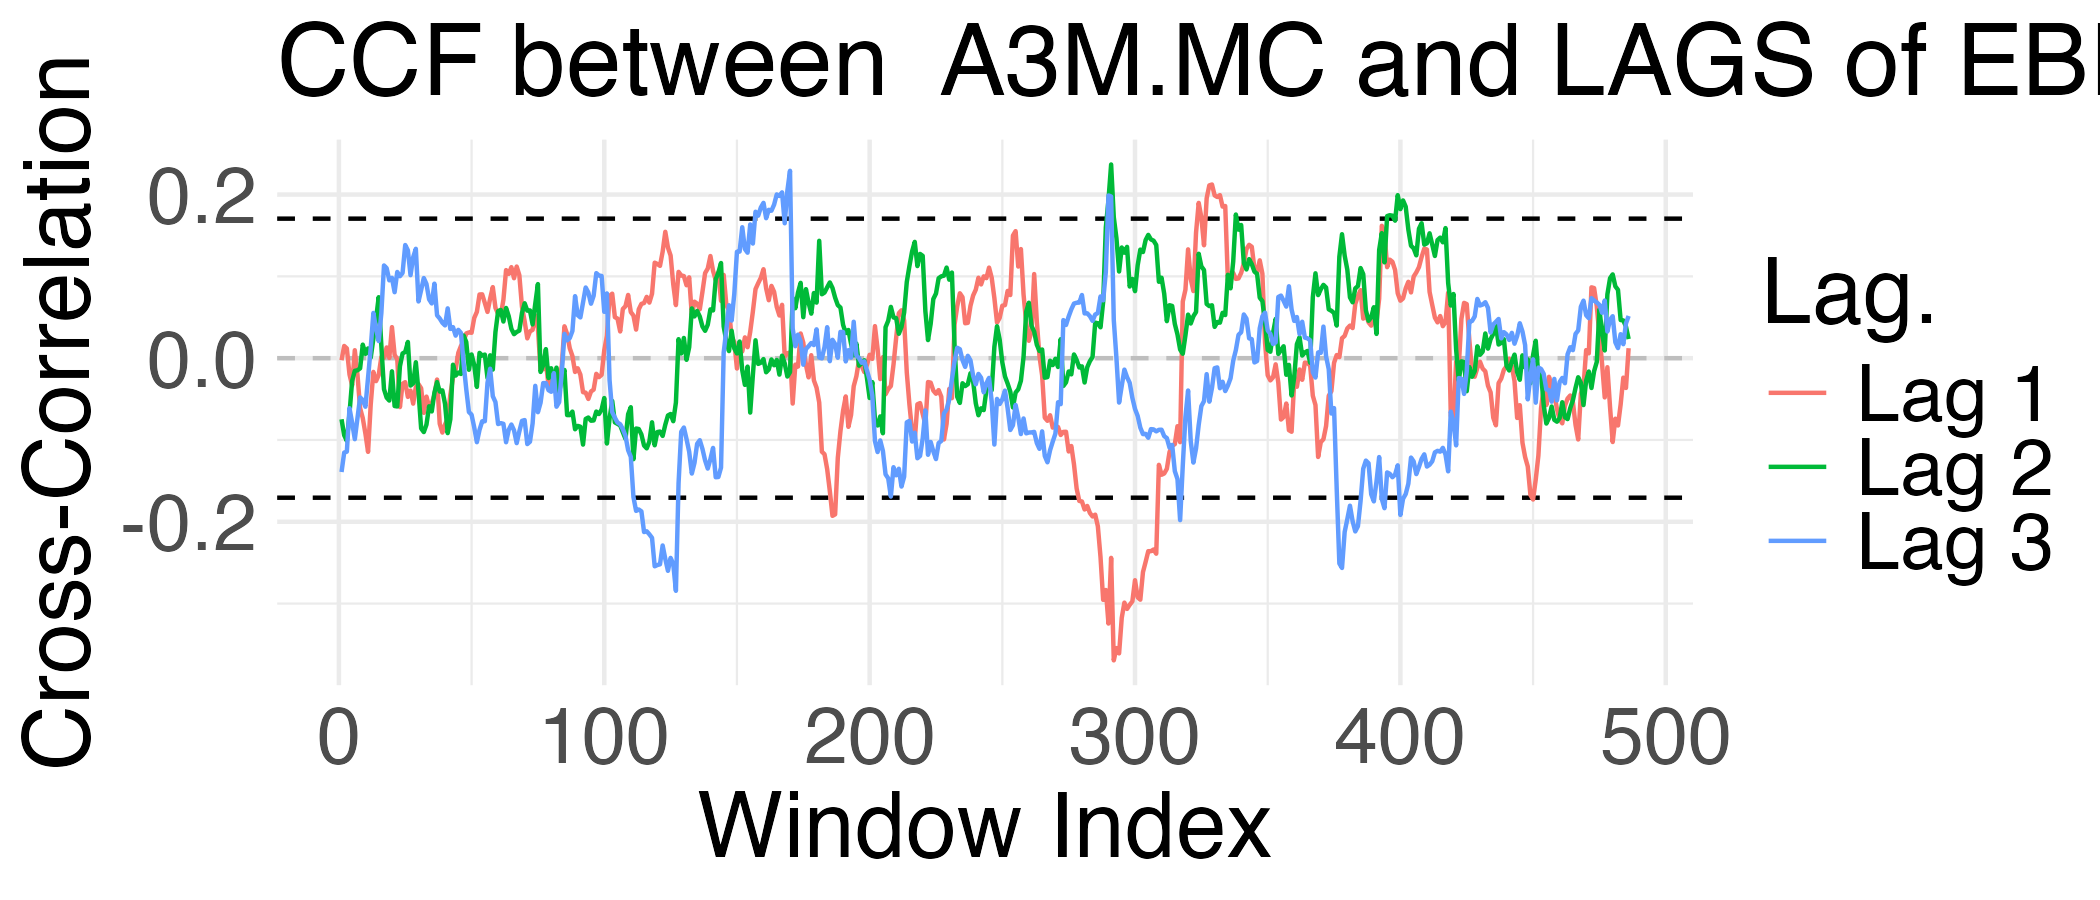 CCF between  A3M.MC and LAGS of EB
Cross-Correlation
0.2
0.0
-0.2
0 100 200 300 400 500
Window Index
Lag.
Lag 1
Lag 2
Lag 3